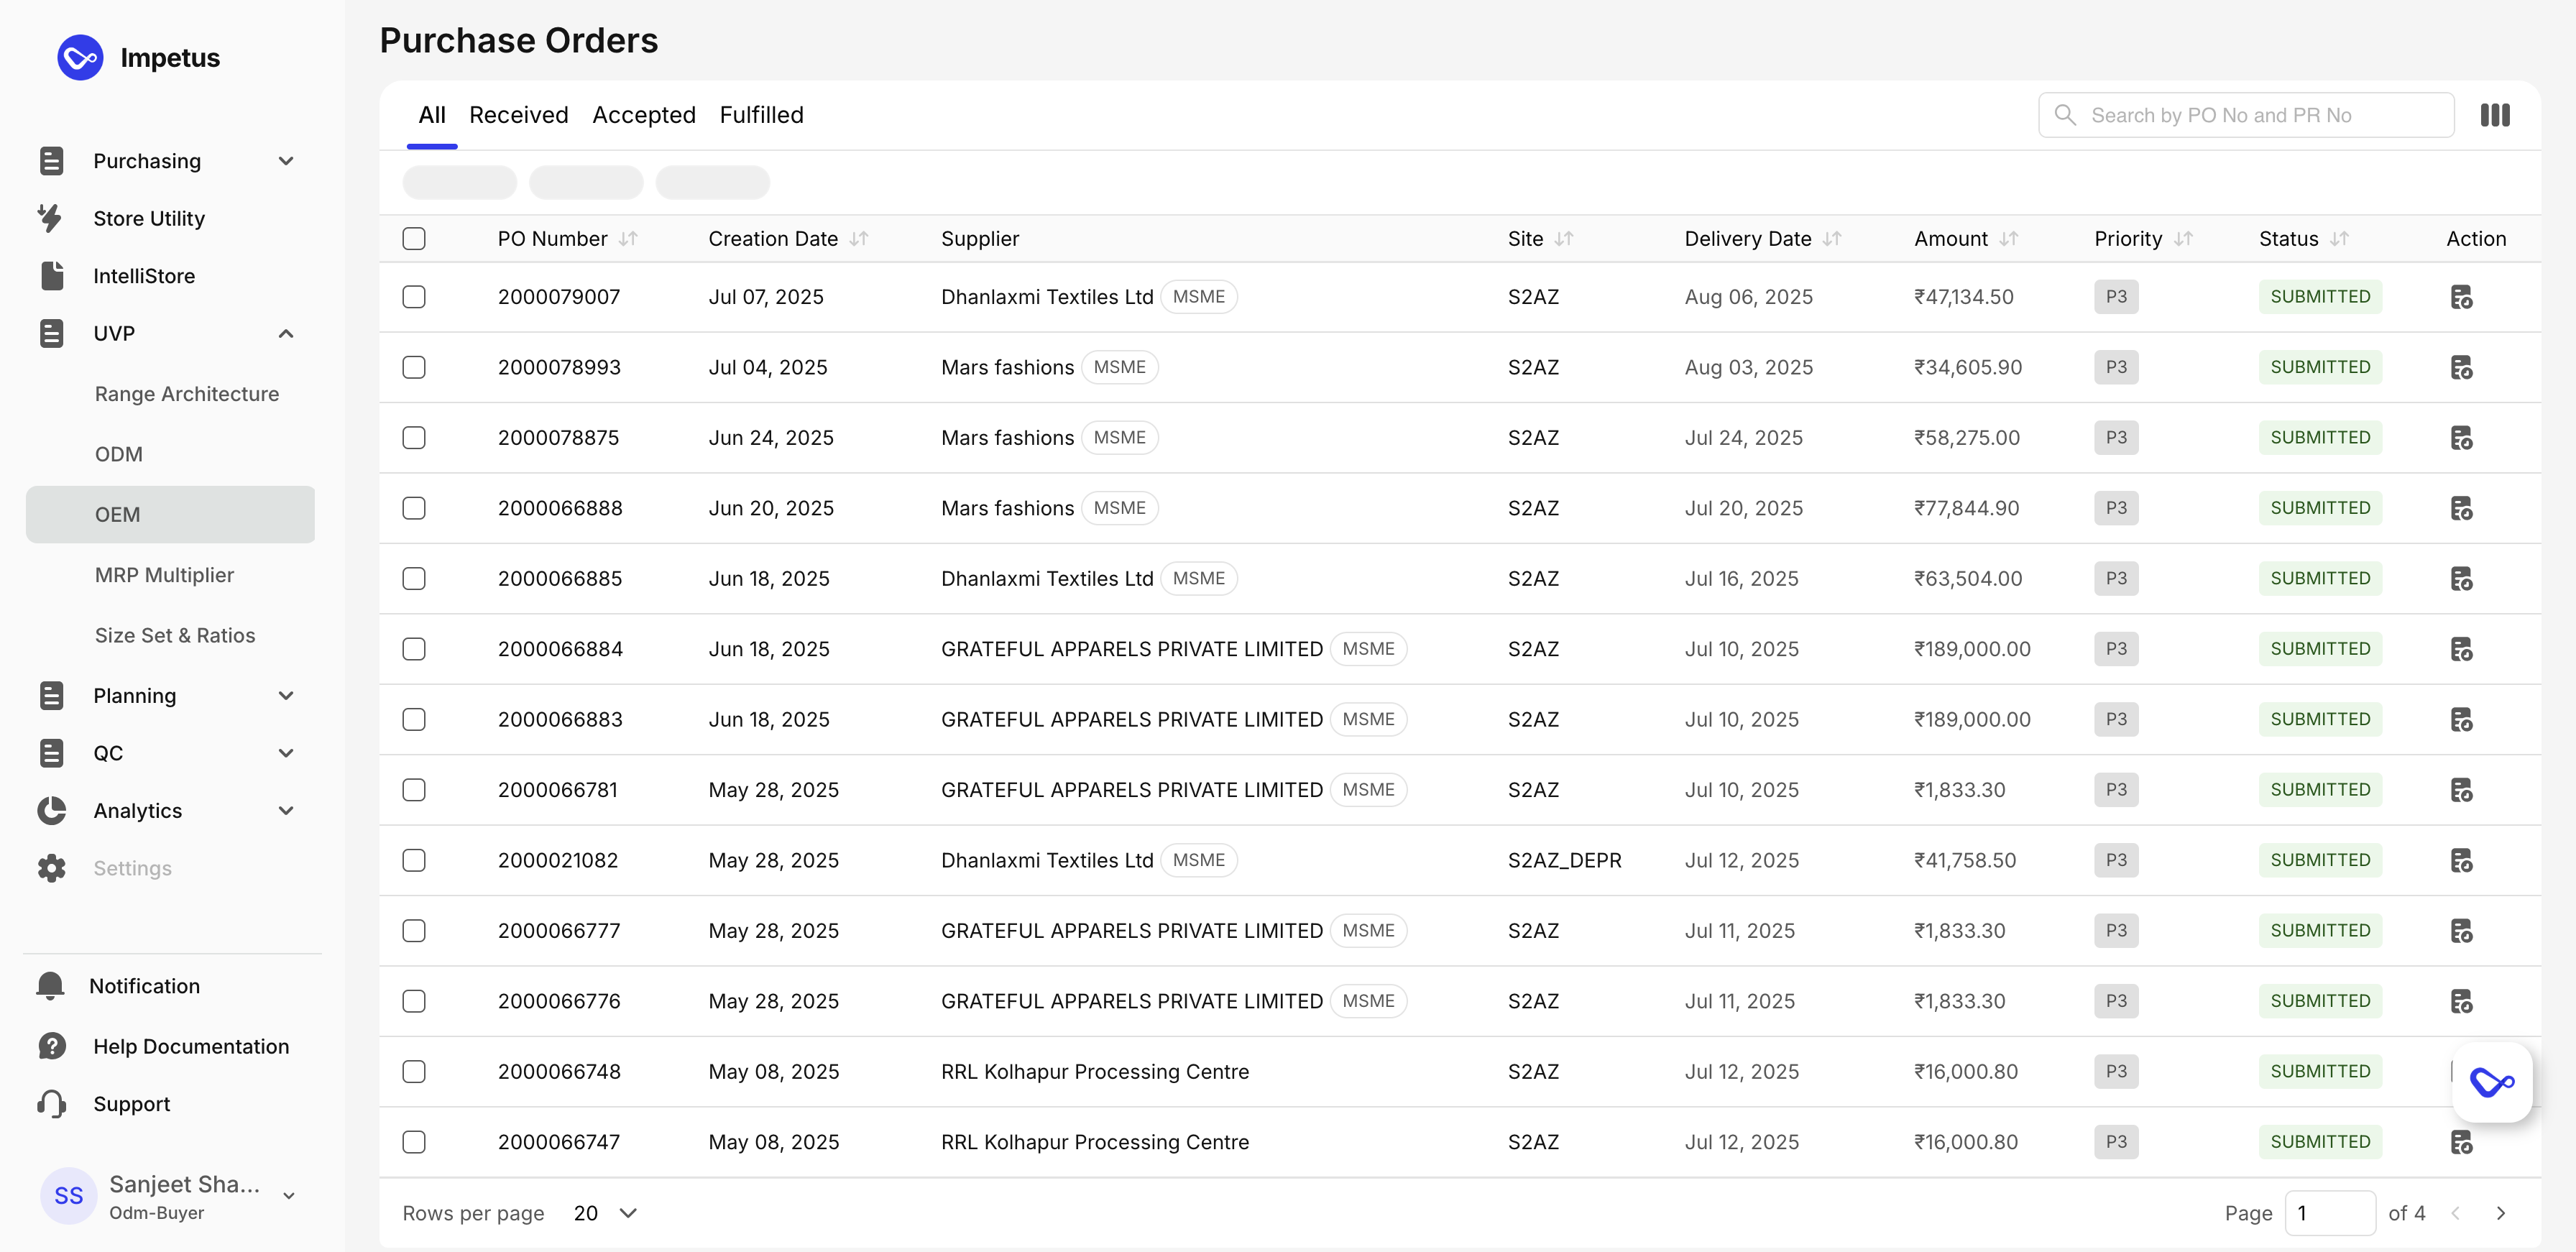 Impetus
Purchasing
Store Utility
IntelliStore
UVP
Range Architecture
ODM
OEM
MRP Multiplier
Size Set & Ratios
Planning
QC
Analytics
Settings
Notification
Help Documentation
Support
SS
Sanjeet Sha...
Odm-Buyer
Purchase Orders
All Received Accepted Fulfilled
Search by PO No and PR No
PO Number Creation Date Supplier Site Delivery Date Amount Priority Status Action
2000079007 Jul 07, 2025 Dhanlaxmi Textiles Ltd MSME S2AZ Aug 06, 2025 ₹47,134.50 P3 SUBMITTED
2000078993 Jul 04, 2025 Mars fashions MSME S2AZ Aug 03, 2025 ₹34,605.90 P3 SUBMITTED
2000078875 Jun 24, 2025 Mars fashions MSME S2AZ Jul 24, 2025 ₹58,275.00 P3 SUBMITTED
2000066888 Jun 20, 2025 Mars fashions MSME S2AZ Jul 20, 2025 ₹77,844.90 P3 SUBMITTED
2000066885 Jun 18, 2025 Dhanlaxmi Textiles Ltd MSME S2AZ Jul 16, 2025 ₹63,504.00 P3 SUBMITTED
2000066884 Jun 18, 2025 GRATEFUL APPARELS PRIVATE LIMITED MSME S2AZ Jul 10, 2025 ₹189,000.00 P3 SUBMITTED
2000066883 Jun 18, 2025 GRATEFUL APPARELS PRIVATE LIMITED MSME S2AZ Jul 10, 2025 ₹189,000.00 P3 SUBMITTED
2000066781 May 28, 2025 GRATEFUL APPARELS PRIVATE LIMITED MSME S2AZ Jul 10, 2025 ₹1,833.30 P3 SUBMITTED
2000021082 May 28, 2025 Dhanlaxmi Textiles Ltd MSME S2AZ_DEPR Jul 12, 2025 ₹41,758.50 P3 SUBMITTED
2000066777 May 28, 2025 GRATEFUL APPARELS PRIVATE LIMITED MSME S2AZ Jul 11, 2025 ₹1,833.30 P3 SUBMITTED
2000066776 May 28, 2025 GRATEFUL APPARELS PRIVATE LIMITED MSME S2AZ Jul 11, 2025 ₹1,833.30 P3 SUBMITTED
2000066748 May 08, 2025 RRL Kolhapur Processing Centre S2AZ Jul 12, 2025 ₹16,000.80 P3 SUBMITTED
2000066747 May 08, 2025 RRL Kolhapur Processing Centre S2AZ Jul 12, 2025 ₹16,000.80 P3 SUBMITTED
Rows per page 20 Page 1 of 4